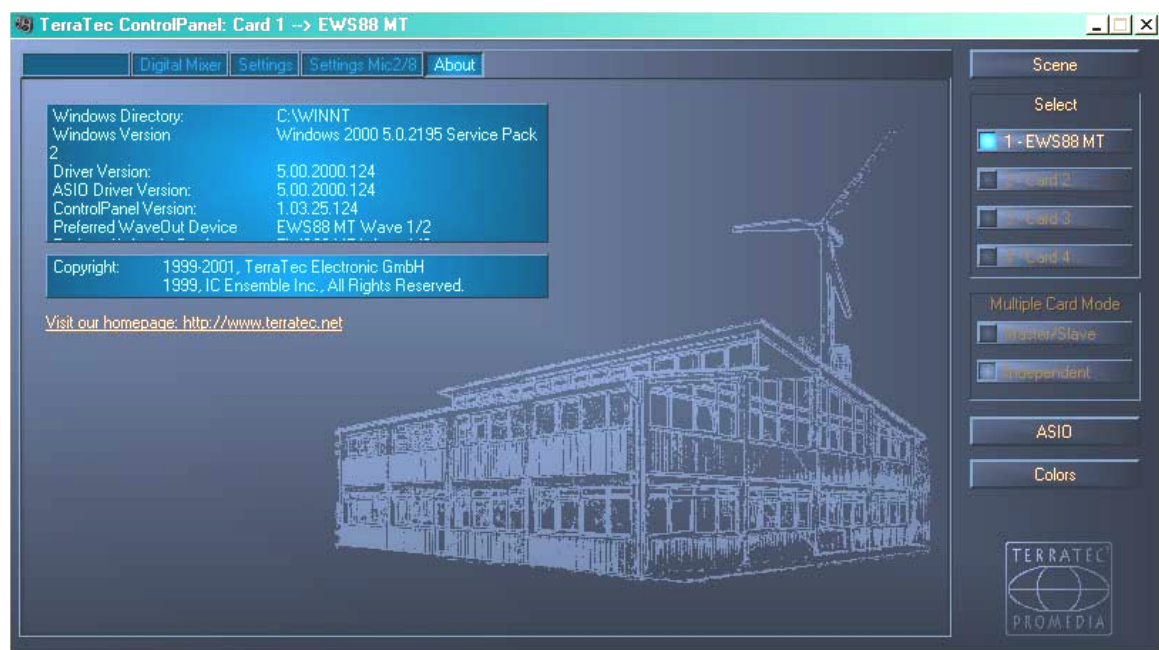 TerraTec ControlPanel: Card 1 --> EWS88 MT
Digital Mixer Settings Settings Mic2/8 About
Windows Directory: C:\WINNT
Windows Version Windows 2000 5.0.2195 Service Pack
2
Driver Version: 5.00.2000.124
ASIO Driver Version: 5.00.2000.124
ControlPanel Version: 1.03.25.124
Preferred WaveOut Device EWS88 MT Wave 1/2
Copyright: 1999-2001, TerraTec Electronic GmbH
1999, IC Ensemble Inc., All Rights Reserved.
Visit our homepage: http://www.terratec.net
Scene
Select
1 - EWS88 MT
Card 2
Card 3
Card 4
Multiple Card Mode
Master/Slave
Independent
ASIO
Colors
TERRATEC
PROMEDIA